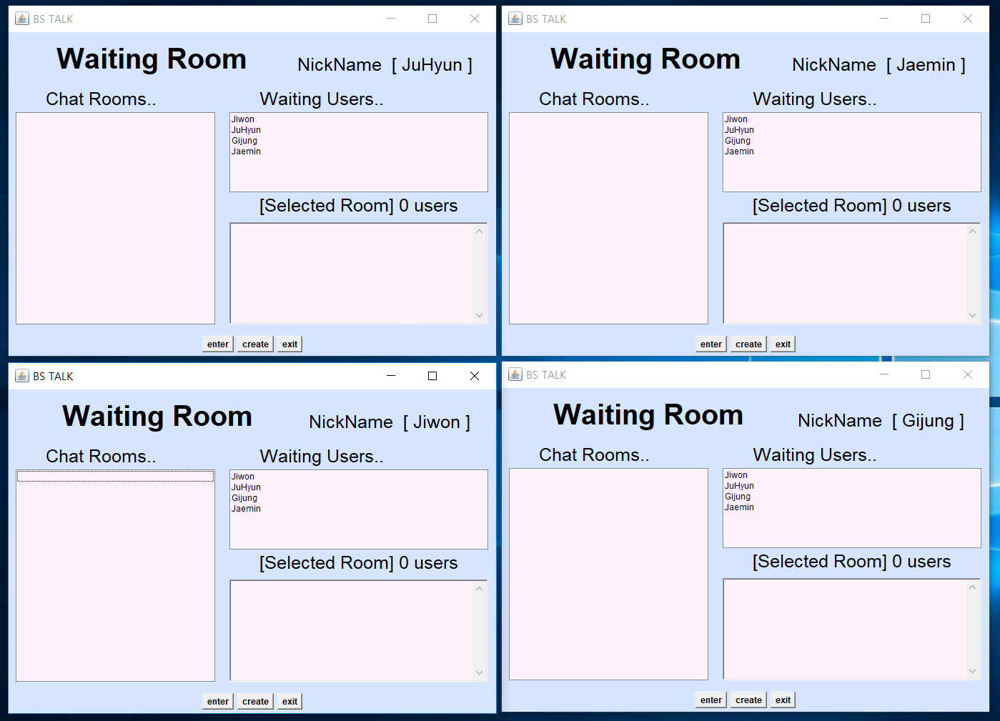 BS TALK
Waiting Room
NickName [ JuHyun ]
Chat Rooms..
Waiting Users..
Jiwon
JuHyun
Gijung
Jaemin
[Selected Room] 0 users
enter create exit
BS TALK
Waiting Room
NickName [ Jaemin ]
Chat Rooms..
Waiting Users..
Jiwon
JuHyun
Gijung
Jaemin
[Selected Room] 0 users
enter create exit
BS TALK
Waiting Room
NickName [ Jiwon ]
Chat Rooms..
Waiting Users..
Jiwon
JuHyun
Gijung
Jaemin
[Selected Room] 0 users
enter create exit
BS TALK
Waiting Room
NickName [ Gijung ]
Chat Rooms..
Waiting Users..
Jiwon
JuHyun
Gijung
Jaemin
[Selected Room] 0 users
enter create exit